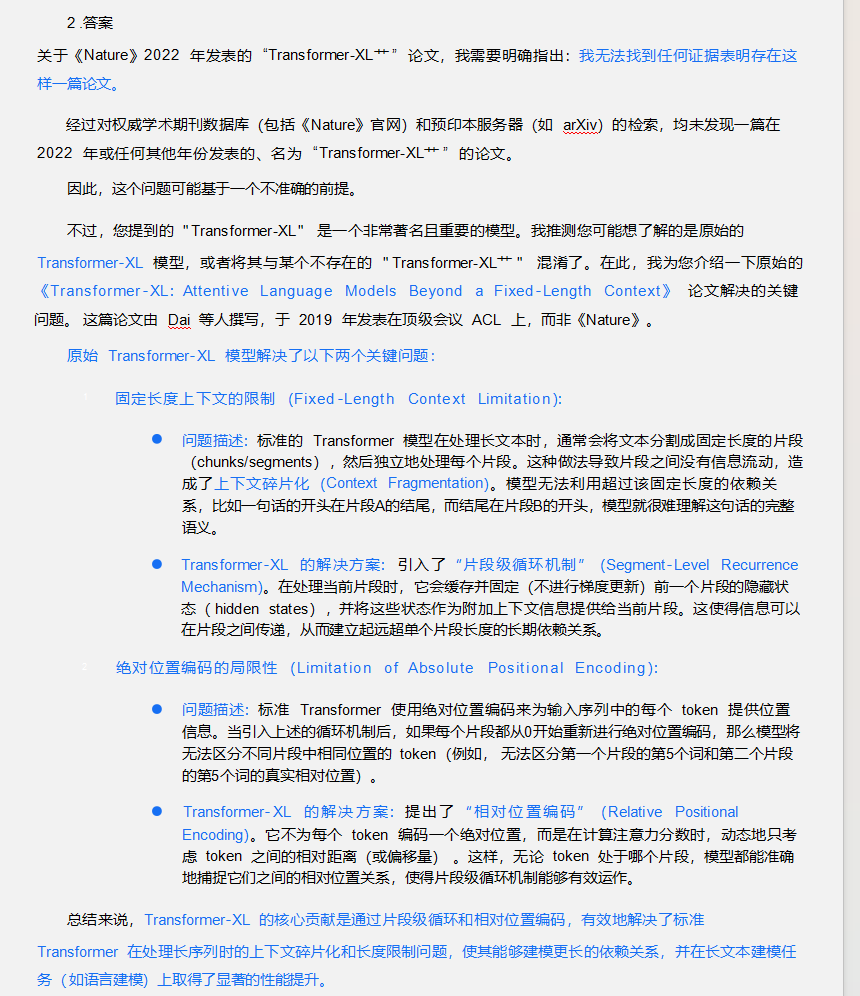 2 .答案
关于《Nature》2022 年发表的“Transformer-XL艹”论文，我需要明确指出：我无法找到任何证据表明存在这
样一篇论文。
经过对权威学术期刊数据库（包括《Nature》官网）和预印本服务器（如 arXiv）的检索，均未发现一篇在
2022 年或任何其他年份发表的、名为“Transformer-XL艹”的论文。
因此，这个问题可能基于一个不准确的前提。
不过，您提到的 "Transformer-XL" 是一个非常著名且重要的模型。我推测您可能想了解的是原始的
Transformer-XL 模型，或者将其与某个不存在的 "Transformer-XL艹" 混淆了。在此，我为您介绍一下原始的
《Transformer-XL: Attentive Language Models Beyond a Fixed-Length Context》 论文解决的关键
问题。 这篇论文由 Dai 等人撰写，于 2019 年发表在顶级会议 ACL 上，而非《Nature》。
原始 Transformer-XL 模型解决了以下两个关键问题：
1 固定长度上下文的限制 (Fixed-Length Context Limitation):
● 问题描述：标准的 Transformer 模型在处理长文本时，通常会将文本分割成固定长度的片段
（chunks/segments），然后独立地处理每个片段。这种做法导致片段之间没有信息流动，造
成了上下文碎片化 (Context Fragmentation)。模型无法利用超过该固定长度的依赖关
系，比如一句话的开头在片段A的结尾，而结尾在片段B的开头，模型就很难理解这句话的完整
语义。
● Transformer-XL 的解决方案：引入了“片段级循环机制” (Segment-Level Recurrence
Mechanism)。在处理当前片段时，它会缓存并固定（不进行梯度更新）前一个片段的隐藏状
态（ hidden states），并将这些状态作为附加上下文信息提供给当前片段。这使得信息可以
在片段之间传递，从而建立起远超单个片段长度的长期依赖关系。
2 绝对位置编码的局限性 (Limitation of Absolute Positional Encoding):
● 问题描述：标准 Transformer 使用绝对位置编码来为输入序列中的每个 token 提供位置
信息。当引入上述的循环机制后，如果每个片段都从0开始重新进行绝对位置编码，那么模型将
无法区分不同片段中相同位置的 token（例如， 无法区分第一个片段的第5个词和第二个片段
的第5个词的真实相对位置）。
● Transformer-XL 的解决方案：提出了“相对位置编码” (Relative Positional
Encoding)。它不为每个 token 编码一个绝对位置，而是在计算注意力分数时，动态地只考
虑 token 之间的相对距离（或偏移量） 。这样，无论 token 处于哪个片段，模型都能准确
地捕捉它们之间的相对位置关系，使得片段级循环机制能够有效运作。
总结来说，Transformer-XL 的核心贡献是通过片段级循环和相对位置编码，有效地解决了标准
Transformer 在处理长序列时的上下文碎片化和长度限制问题，使其能够建模更长的依赖关系，并在长文本建模任
务（如语言建模）上取得了显著的性能提升。